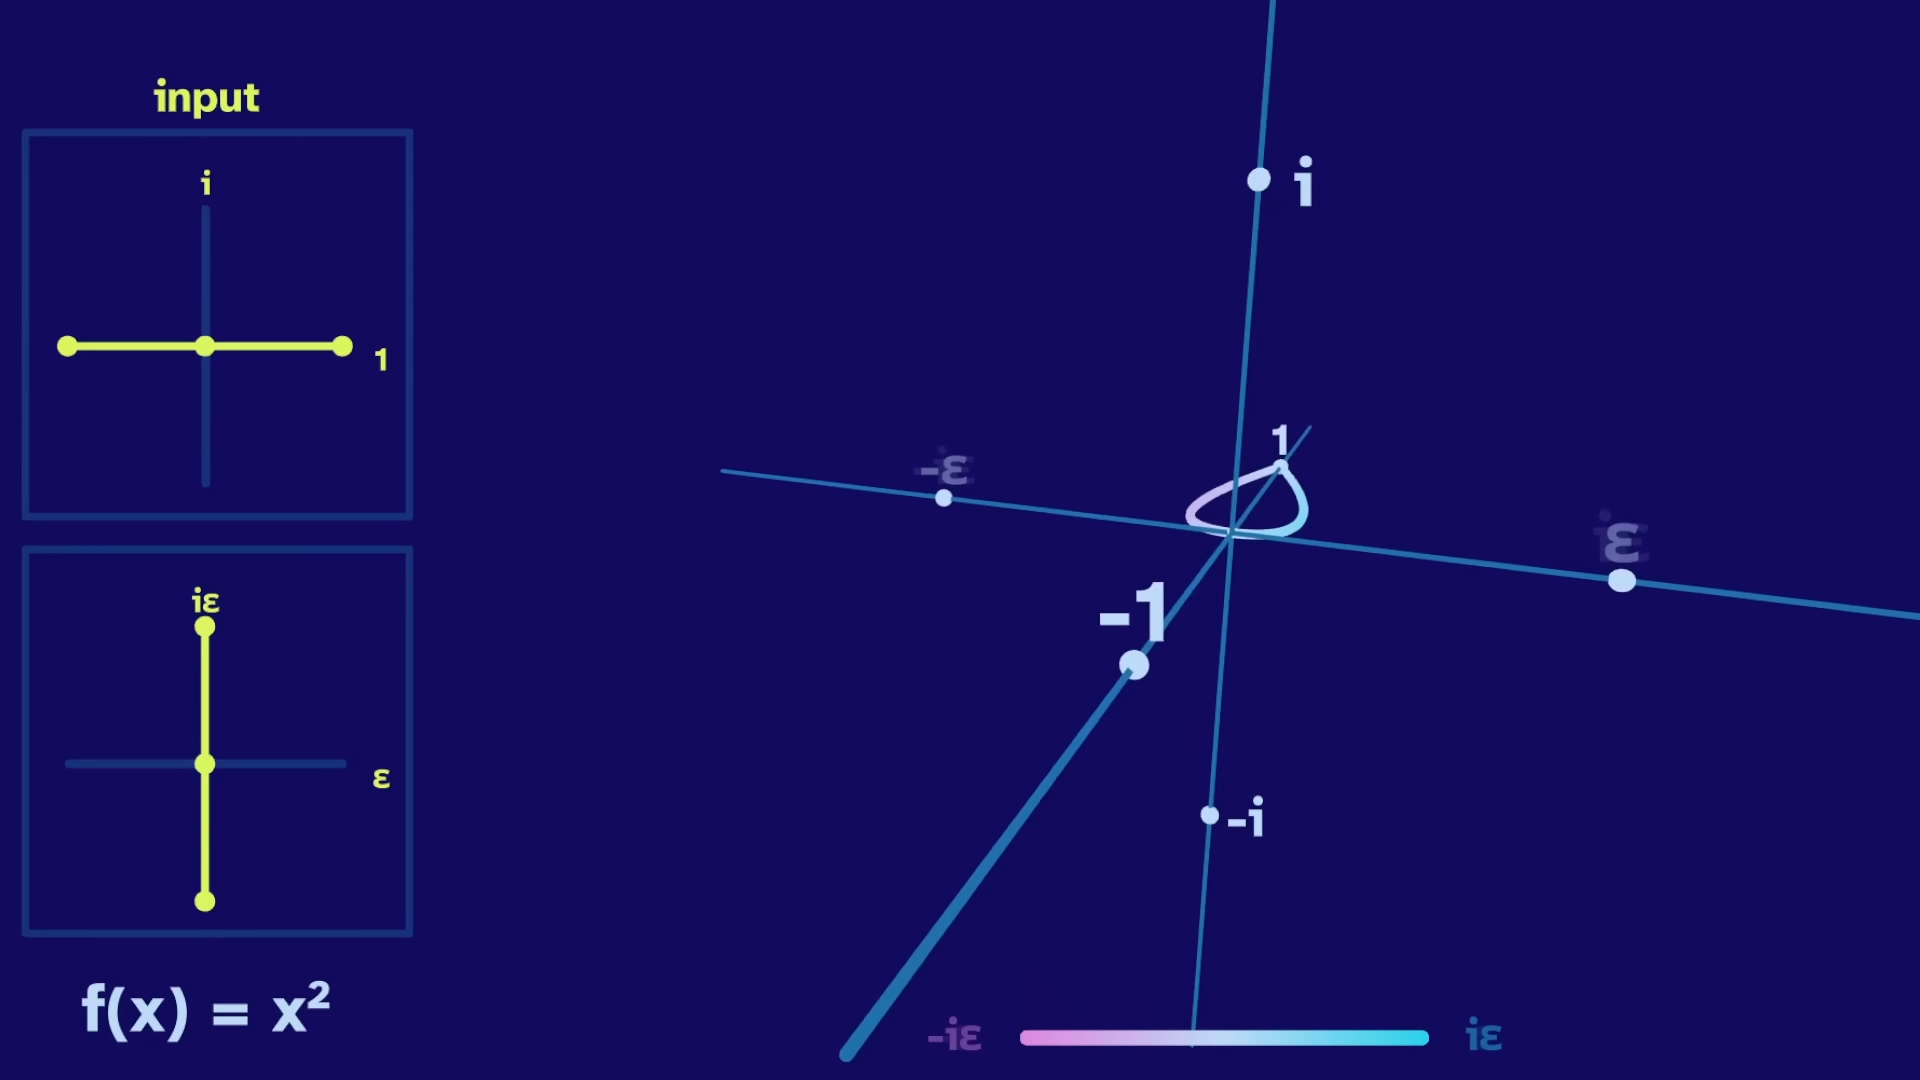 input
i
1
iε
ε
f(x) = x²
i
1
-ε
ε
-1
-i
-iε
iε